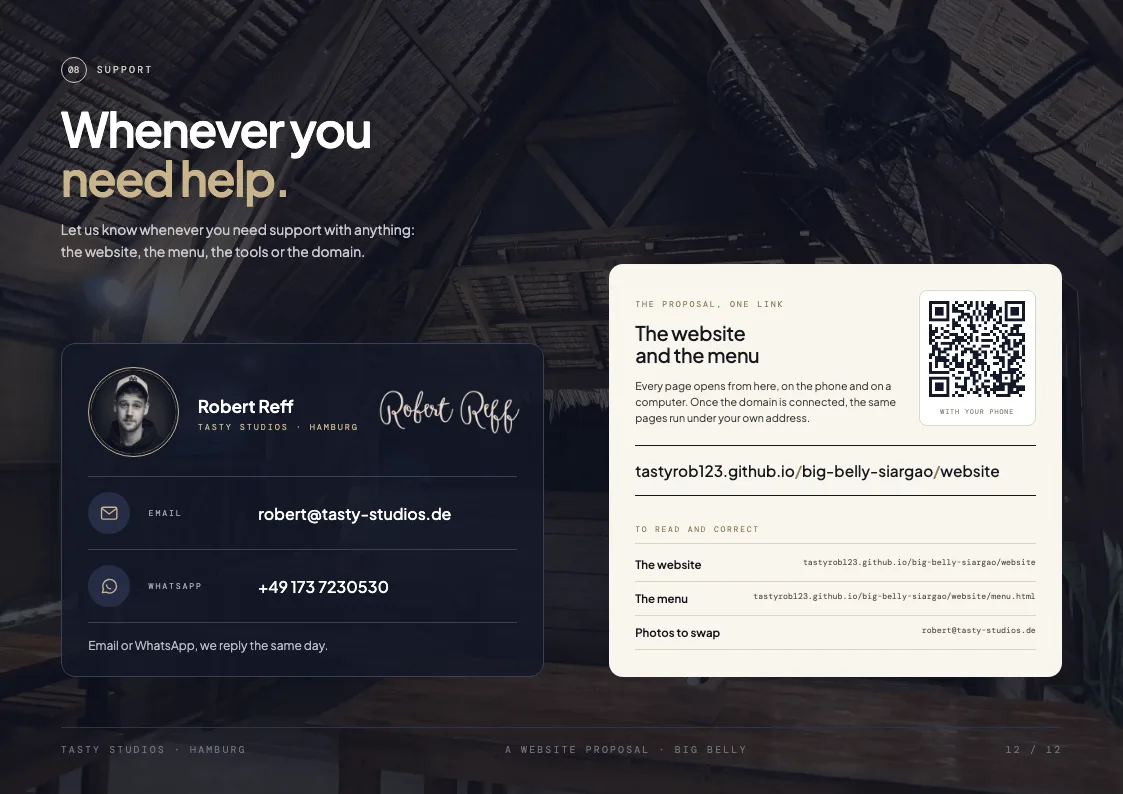 08 SUPPORT
Whenever you
need help.
Let us know whenever you need support with anything:
the website, the menu, the tools or the domain.
Robert Reff
TASTY STUDIOS · HAMBURG
Robert Reff
EMAIL robert@tasty-studios.de
WHATSAPP +49 173 7230530
Email or WhatsApp, we reply the same day.
THE PROPOSAL, ONE LINK
The website
and the menu
Every page opens from here, on the phone and on a
computer. Once the domain is connected, the same
pages run under your own address.
WITH YOUR PHONE
tastyrob123.github.io/big-belly-siargao/website
TO READ AND CORRECT
The website tastyrob123.github.io/big-belly-siargao/website
The menu tastyrob123.github.io/big-belly-siargao/website/menu.html
Photos to swap robert@tasty-studios.de
TASTY STUDIOS · HAMBURG
A WEBSITE PROPOSAL · BIG BELLY
12 / 12